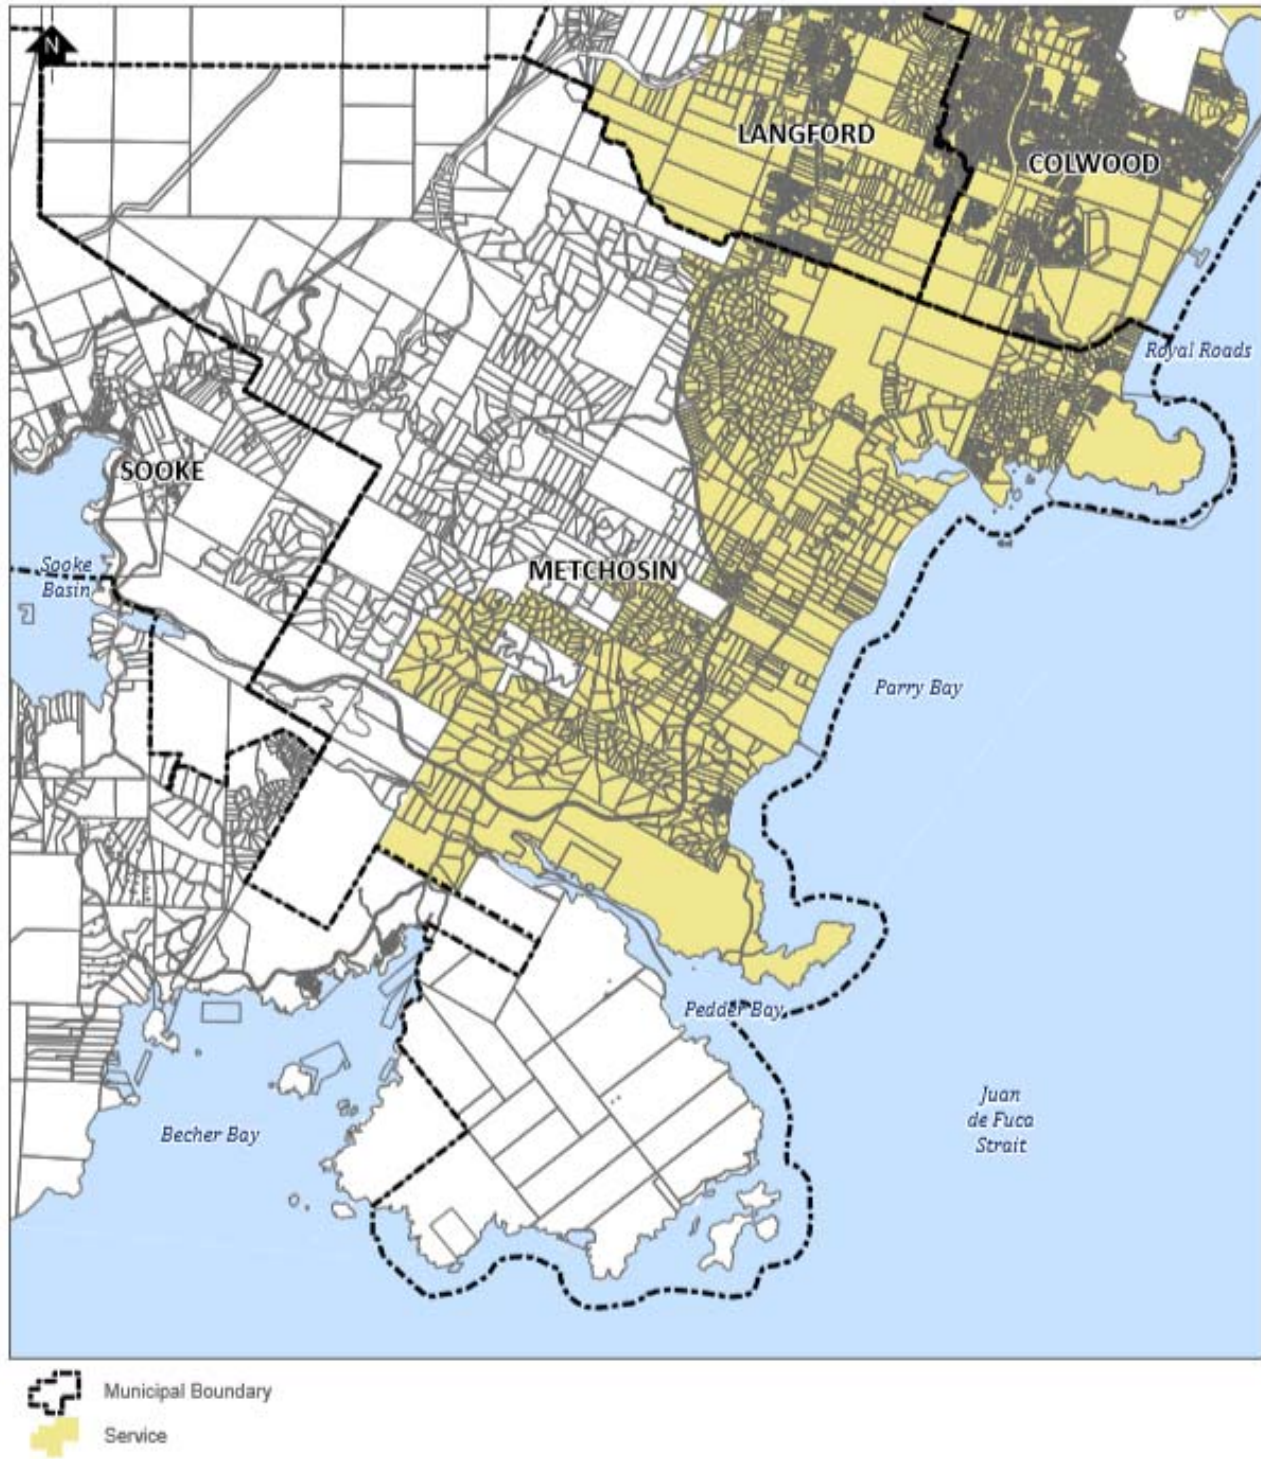 N
LANGFORD
COLWOOD
Royal Roads
SOOKE
Sooke
Basin
METCHOSIN
Parry Bay
Pedder Bay
Becher Bay
Juan
de Fuca
Strait
Municipal Boundary
Service